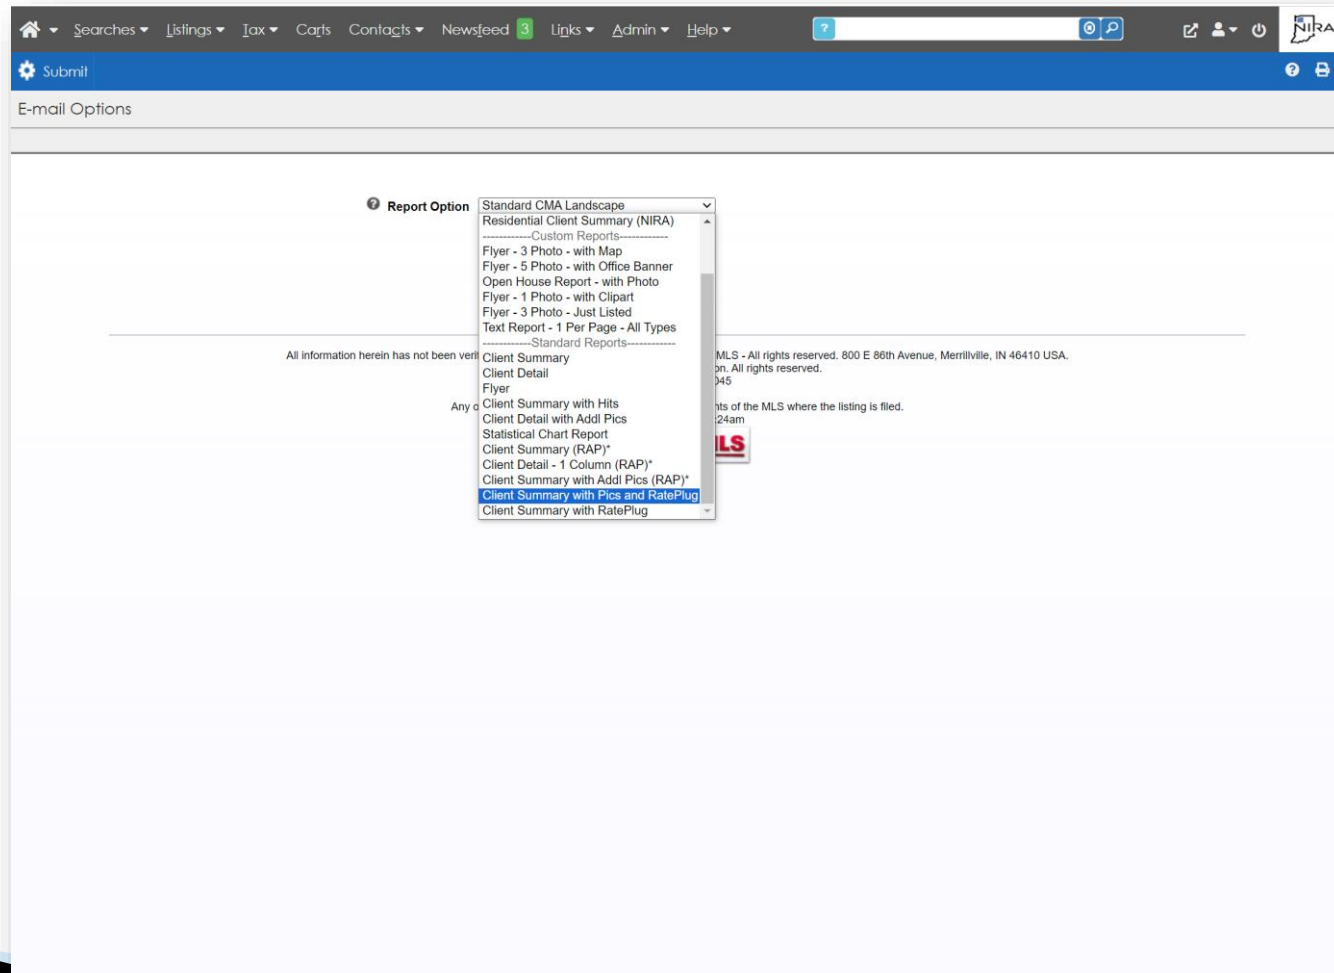 Searches Listings Tax Carts Contacts Newsfeed 3 Links Admin Help ? NIRA
Submit
E-mail Options
Report Option Standard CMA Landscape
Residential Client Summary (NIRA)
------------Custom Reports------------
Flyer - 3 Photo - with Map
Flyer - 5 Photo - with Office Banner
Open House Report - with Photo
Flyer - 1 Photo - with Clipart
Flyer - 3 Photo - Just Listed
Text Report - 1 Per Page - All Types
------------Standard Reports------------
Client Summary
Client Detail
Flyer
Client Summary with Hits
Client Detail with Addl Pics
Statistical Chart Report
Client Summary (RAP)*
Client Detail - 1 Column (RAP)*
Client Summary with Addl Pics (RAP)*
Client Summary with Pics and RatePlug
Client Summary with RatePlug
All information herein has not been MLS - All rights reserved. 800 E 86th Avenue, Merrillville, IN 46410 USA.
All rights reserved.
045
Any of the MLS where the listing is filed.
:24am
LS